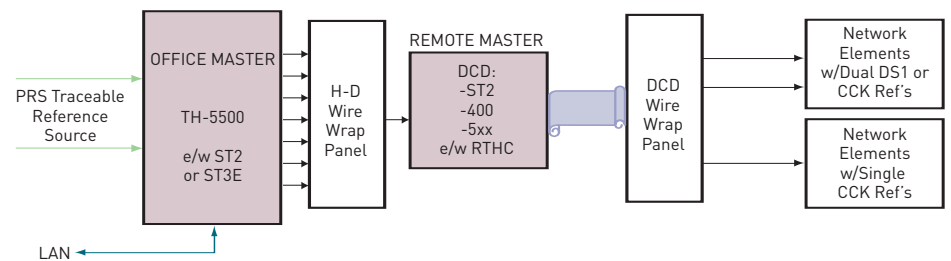 PRS Traceable
Reference
Source
OFFICE MASTER
TH-5500
e/w ST2
or ST3E
LAN
H-D
Wire
Wrap
Panel
REMOTE MASTER
DCD:
-ST2
-400
-5xx
e/w RTHC
DCD
Wire
Wrap
Panel
Network
Elements
w/Dual DS1 or
CCK Ref's
Network
Elements
w/Single
CCK Ref's